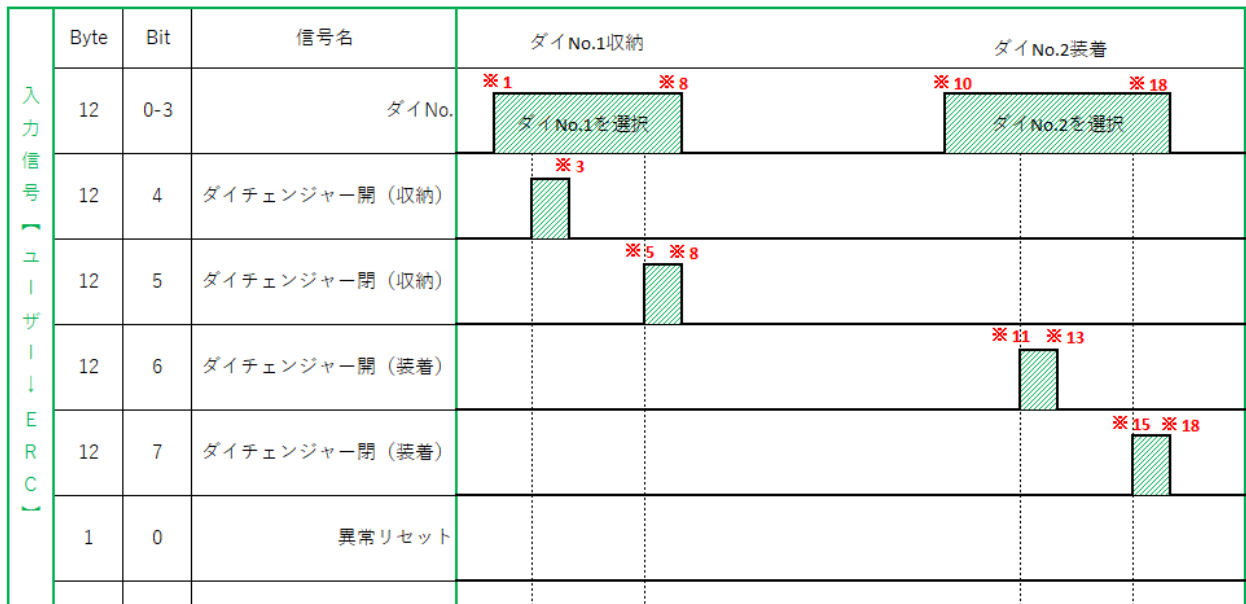 Byte Bit 信号名 ダイNo.1収納 ダイNo.2装着
入力信号【ユーザー→ERC】
※1 ※8 ※10 ※18
12 0-3 ダイNo. ダイNo.1を選択 ダイNo.2を選択
※3
12 4 ダイチェンジャー開（収納）
※5 ※8
12 5 ダイチェンジャー閉（収納）
※11 ※13
12 6 ダイチェンジャー開（装着）
※15 ※18
12 7 ダイチェンジャー閉（装着）
1 0 異常リセット